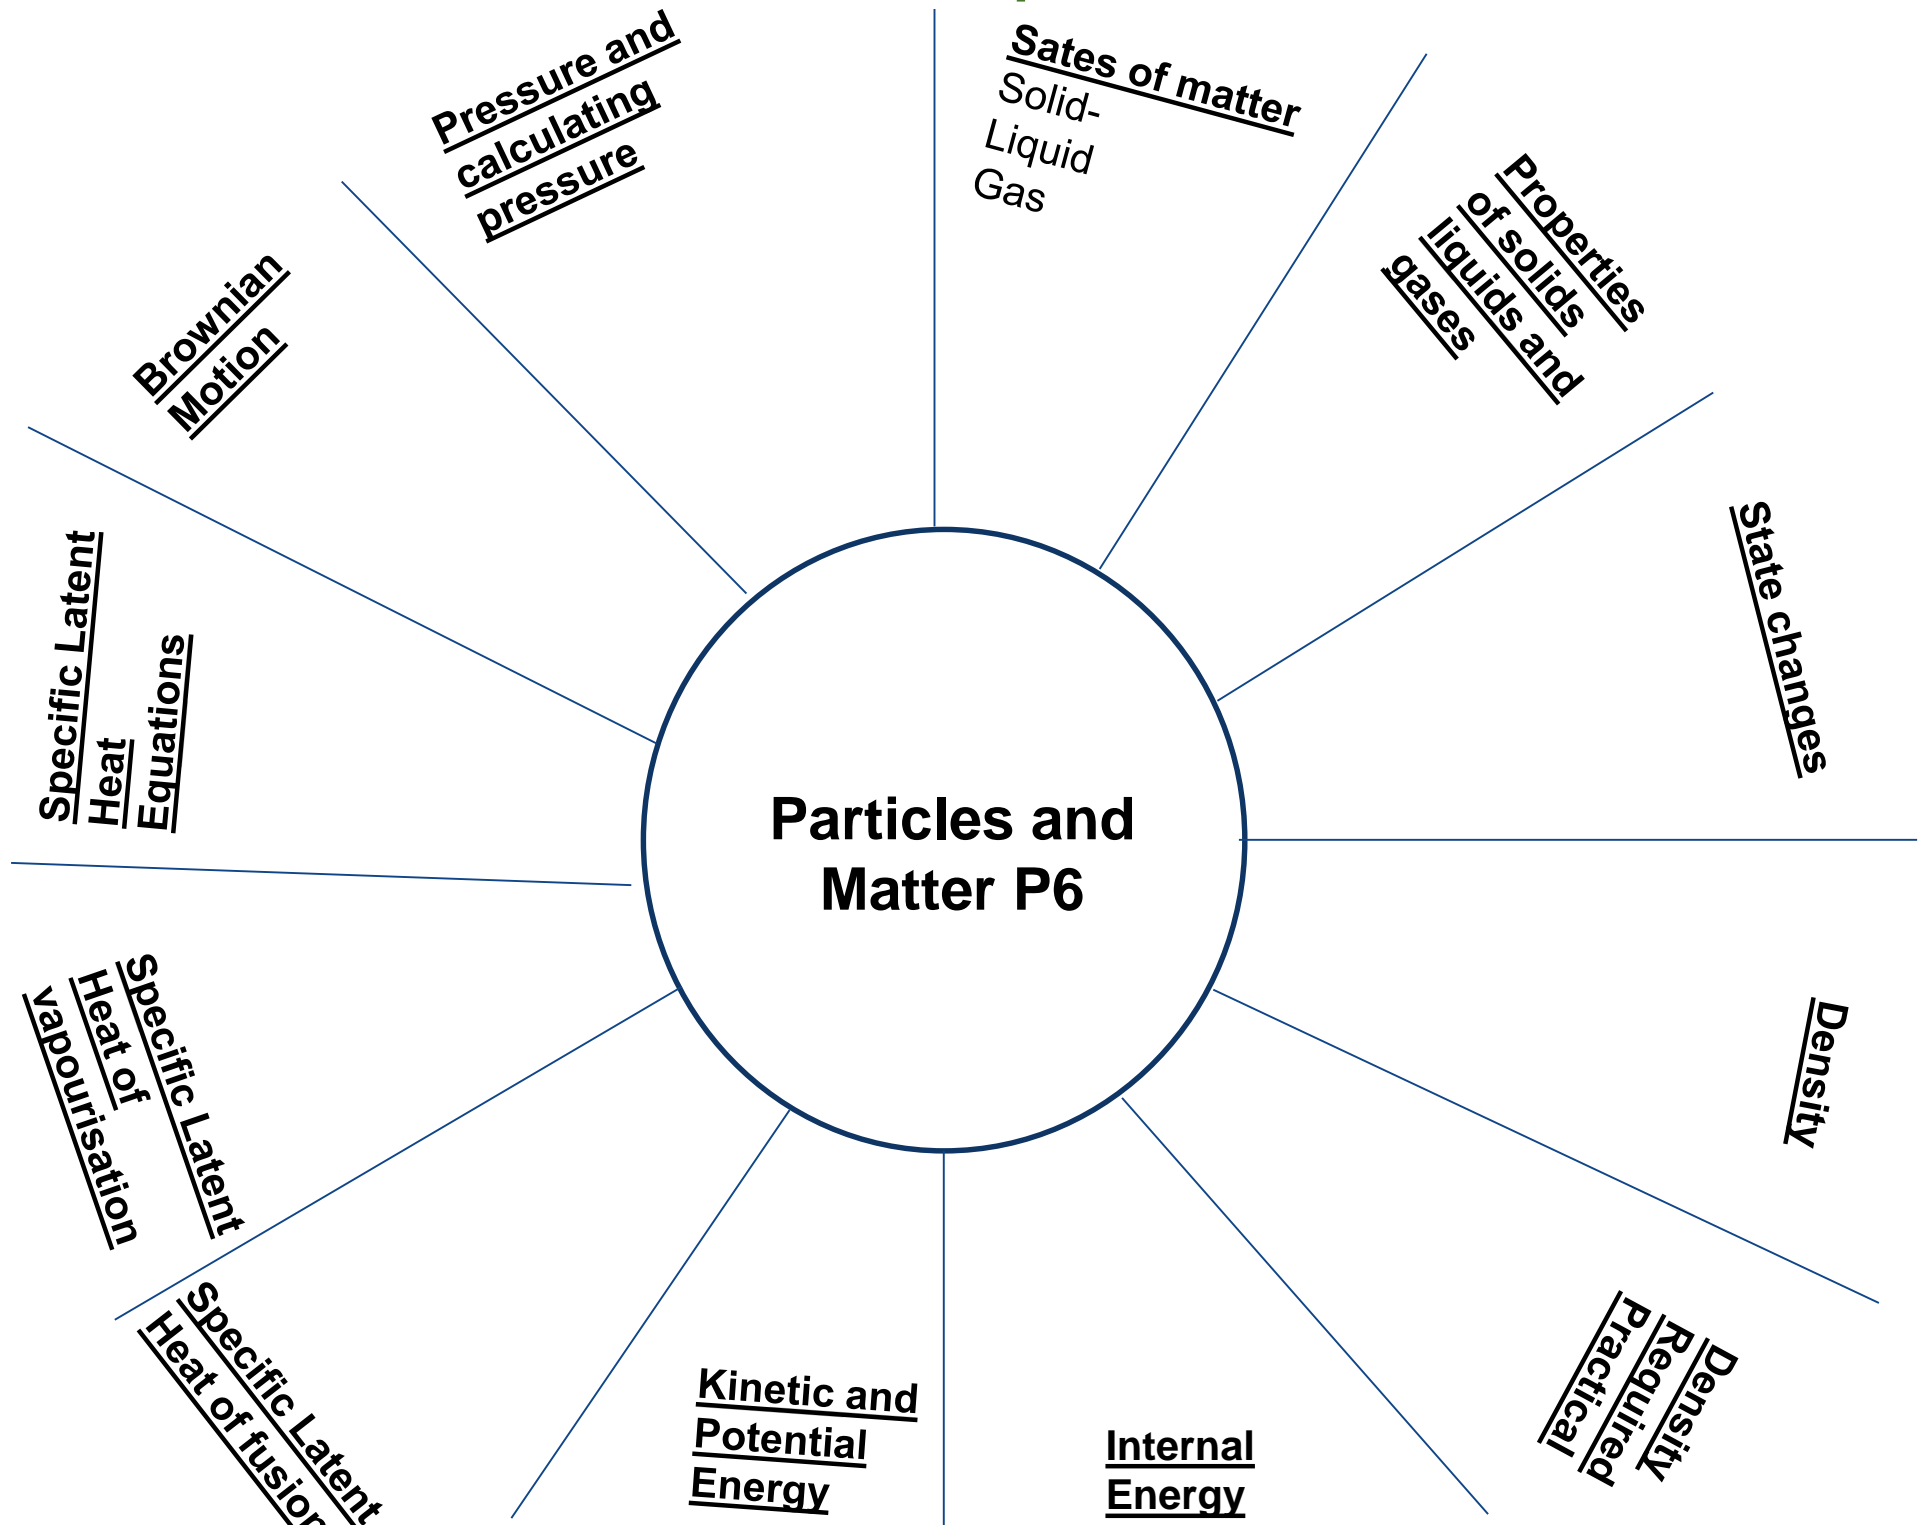 Sates of matter
Solid-
Liquid
Gas
Properties
of solids
liquids and
gases
State changes
Density
Density
Required
Practical
Internal
Energy
Kinetic and
Potential
Energy
Specific Latent
Heat of fusion
Specific Latent
Heat of
vapourisation
Specific Latent
Heat
Equations
Brownian
Motion
Pressure and
calculating
pressure
Particles and
Matter P6